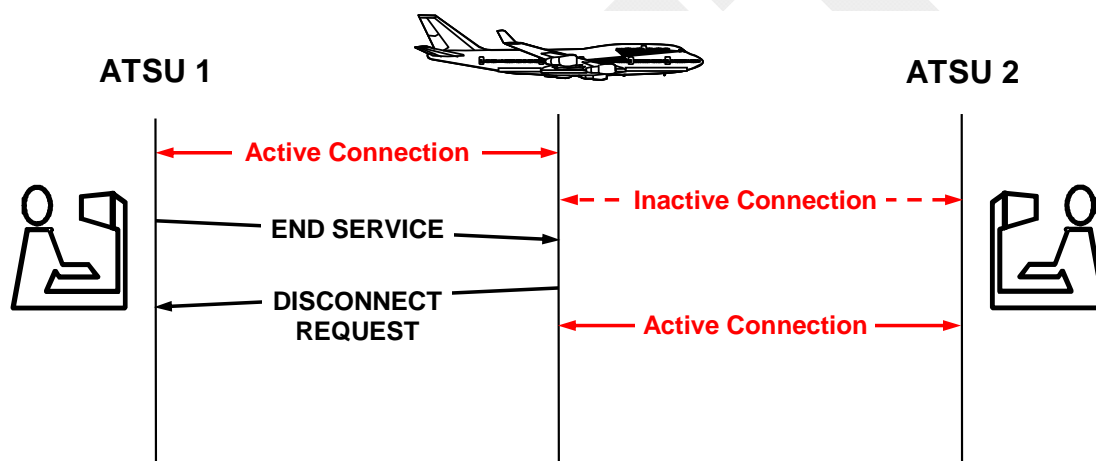 ATSU 1
ATSU 2
Active Connection
Inactive Connection
END SERVICE
DISCONNECT
REQUEST
Active Connection